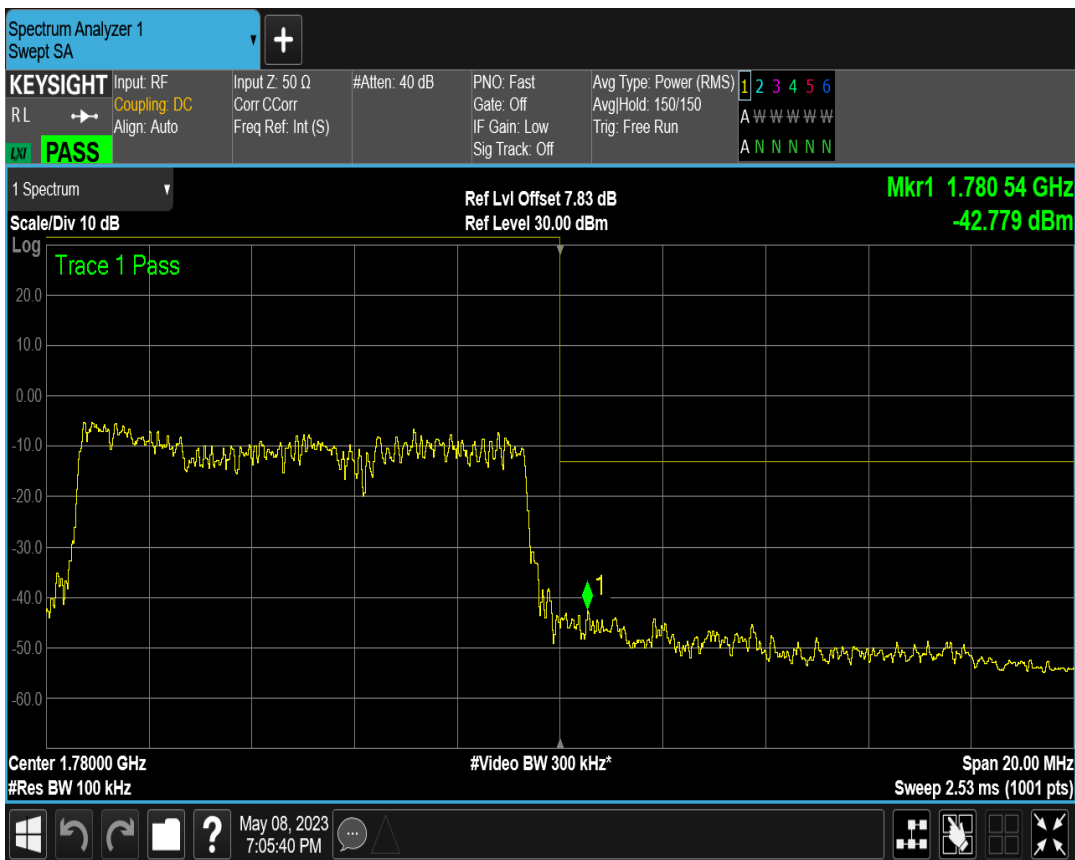 Spectrum Analyzer 1
Swept SA
+
KEYSIGHT
RL
LXI PASS
Input: RF
Coupling: DC
Align: Auto
Input Z: 50 Ω
Corr CCorr
Freq Ref: Int (S)
#Atten: 40 dB
PNO: Fast
Gate: Off
IF Gain: Low
Sig Track: Off
Avg Type: Power (RMS)
Avg|Hold: 150/150
Trig: Free Run
1 2 3 4 5 6
A W W W W W
A N N N N N
1 Spectrum
Scale/Div 10 dB
Ref Lvl Offset 7.83 dB
Ref Level 30.00 dBm
Mkr1 1.780 54 GHz
-42.779 dBm
Log
Trace 1 Pass
20.0
10.0
0.00
-10.0
-20.0
-30.0
-40.0
1
-50.0
-60.0
Center 1.78000 GHz
#Res BW 100 kHz
#Video BW 300 kHz*
Span 20.00 MHz
Sweep 2.53 ms (1001 pts)
?
May 08, 2023
7:05:40 PM